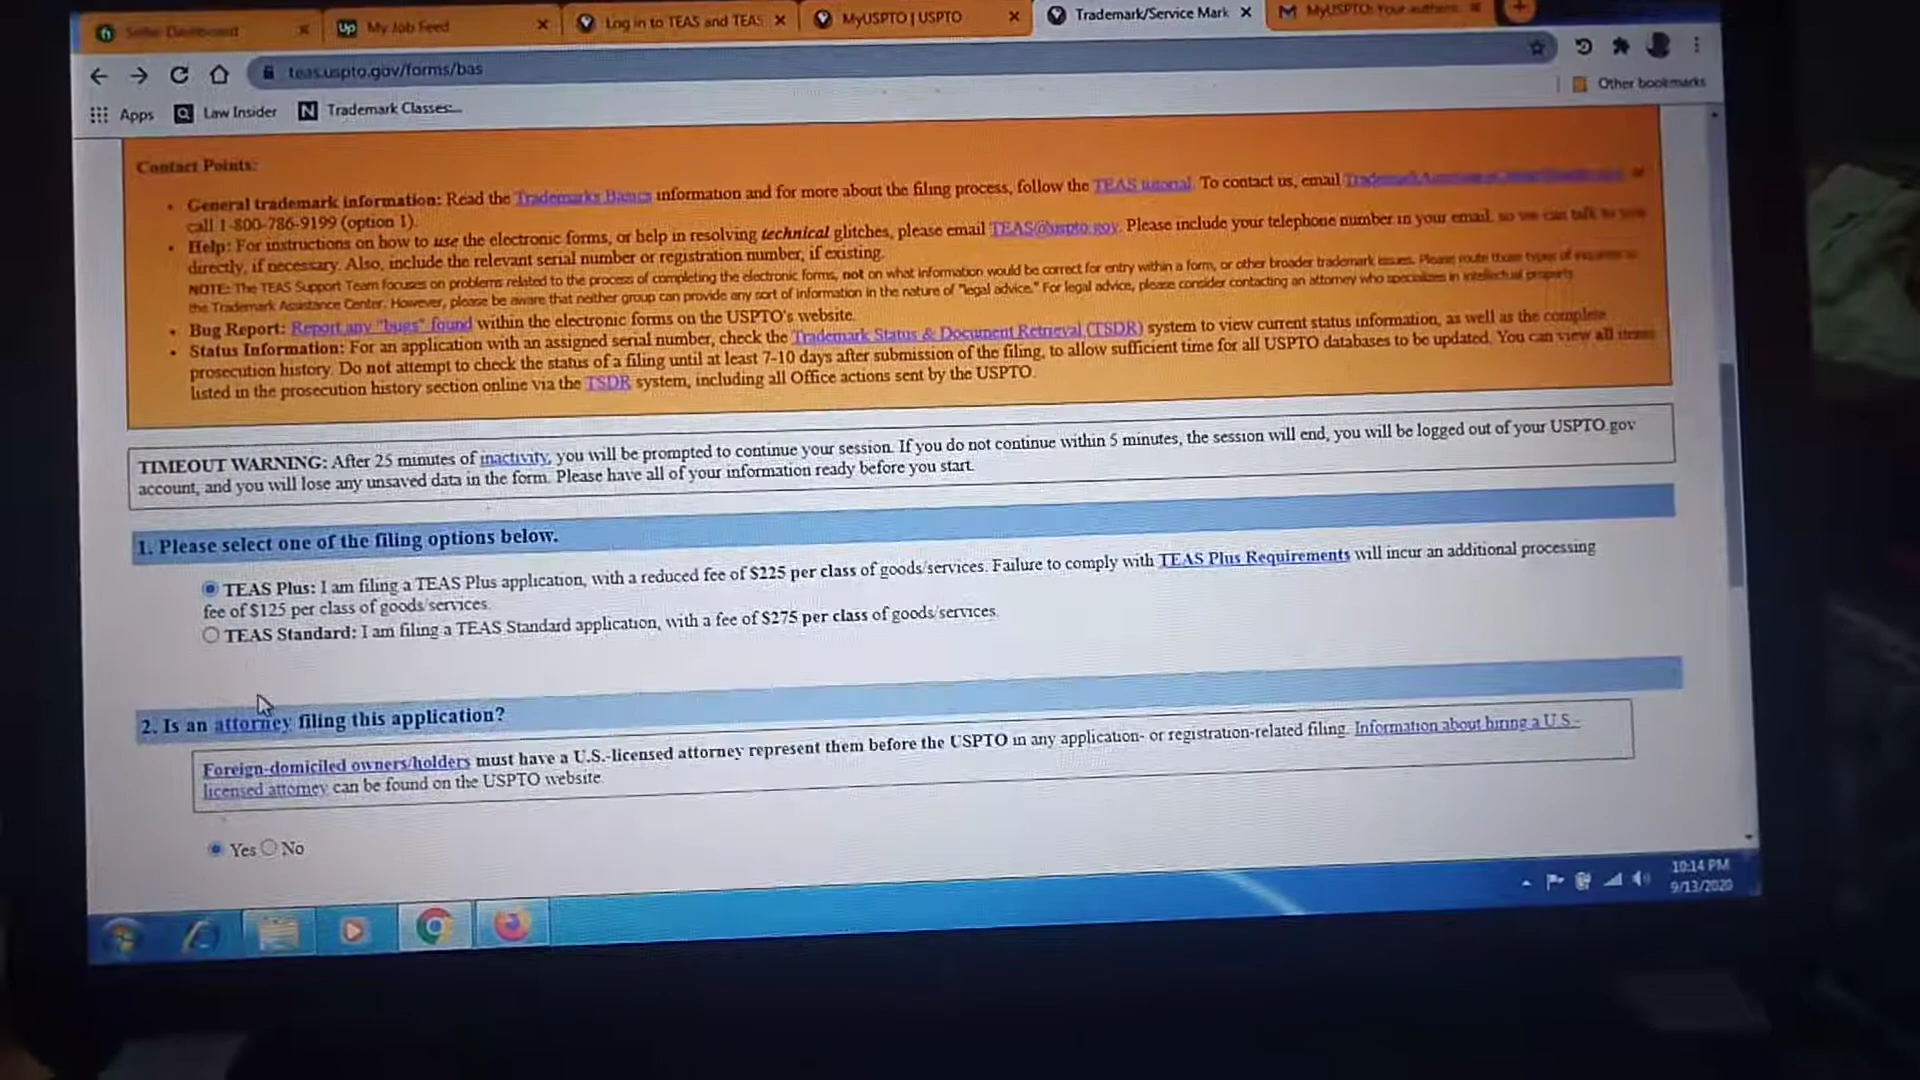 Seller Dashboard
Up My Job Feed
Log in to TEAS and TEAS
MyUSPTO | USPTO
Trademark/Service Mark
MyUSPTO: Your authen
teas.uspto.gov/forms/bas
Other bookmarks
Apps Law Insider N Trademark Classes:...
Contact Points:
General trademark information: Read the Trademarks Basics information and for more about the filing process, follow the TEAS tutorial. To contact us, email
call 1-800-786-9199 (option 1).
Help: For instructions on how to use the electronic forms, or help in resolving technical glitches, please email TEAS@uspto.gov. Please include your telephone number in your email, so we can talk to you
directly, if necessary. Also, include the relevant serial number or registration number, if existing.
NOTE: The TEAS Support Team focuses on problems related to the process of completing the electronic forms, not on what information would be correct for entry within a form, or other broader trademark issues. Please route those types of inquiries to
the Trademark Assistance Center. However, please be aware that neither group can provide any sort of information in the nature of "legal advice." For legal advice, please consider contacting an attorney who specializes in intellectual property.
Bug Report: Report any "bugs" found within the electronic forms on the USPTO's website.
Status Information: For an application with an assigned serial number, check the Trademark Status & Document Retrieval (TSDR) system to view current status information, as well as the complete
prosecution history. Do not attempt to check the status of a filing until at least 7-10 days after submission of the filing, to allow sufficient time for all USPTO databases to be updated. You can view all items
listed in the prosecution history section online via the TSDR system, including all Office actions sent by the USPTO.
TIMEOUT WARNING: After 25 minutes of inactivity, you will be prompted to continue your session. If you do not continue within 5 minutes, the session will end, you will be logged out of your USPTO.gov
account, and you will lose any unsaved data in the form. Please have all of your information ready before you start.
1. Please select one of the filing options below.
TEAS Plus: I am filing a TEAS Plus application, with a reduced fee of $225 per class of goods/services. Failure to comply with TEAS Plus Requirements will incur an additional processing
fee of $125 per class of goods/services.
TEAS Standard: I am filing a TEAS Standard application, with a fee of $275 per class of goods/services.
2. Is an attorney filing this application?
Foreign-domiciled owners/holders must have a U.S.-licensed attorney represent them before the USPTO in any application- or registration-related filing. Information about hiring a U.S.-
licensed attorney can be found on the USPTO website.
Yes No
10:14 PM
9/13/2020